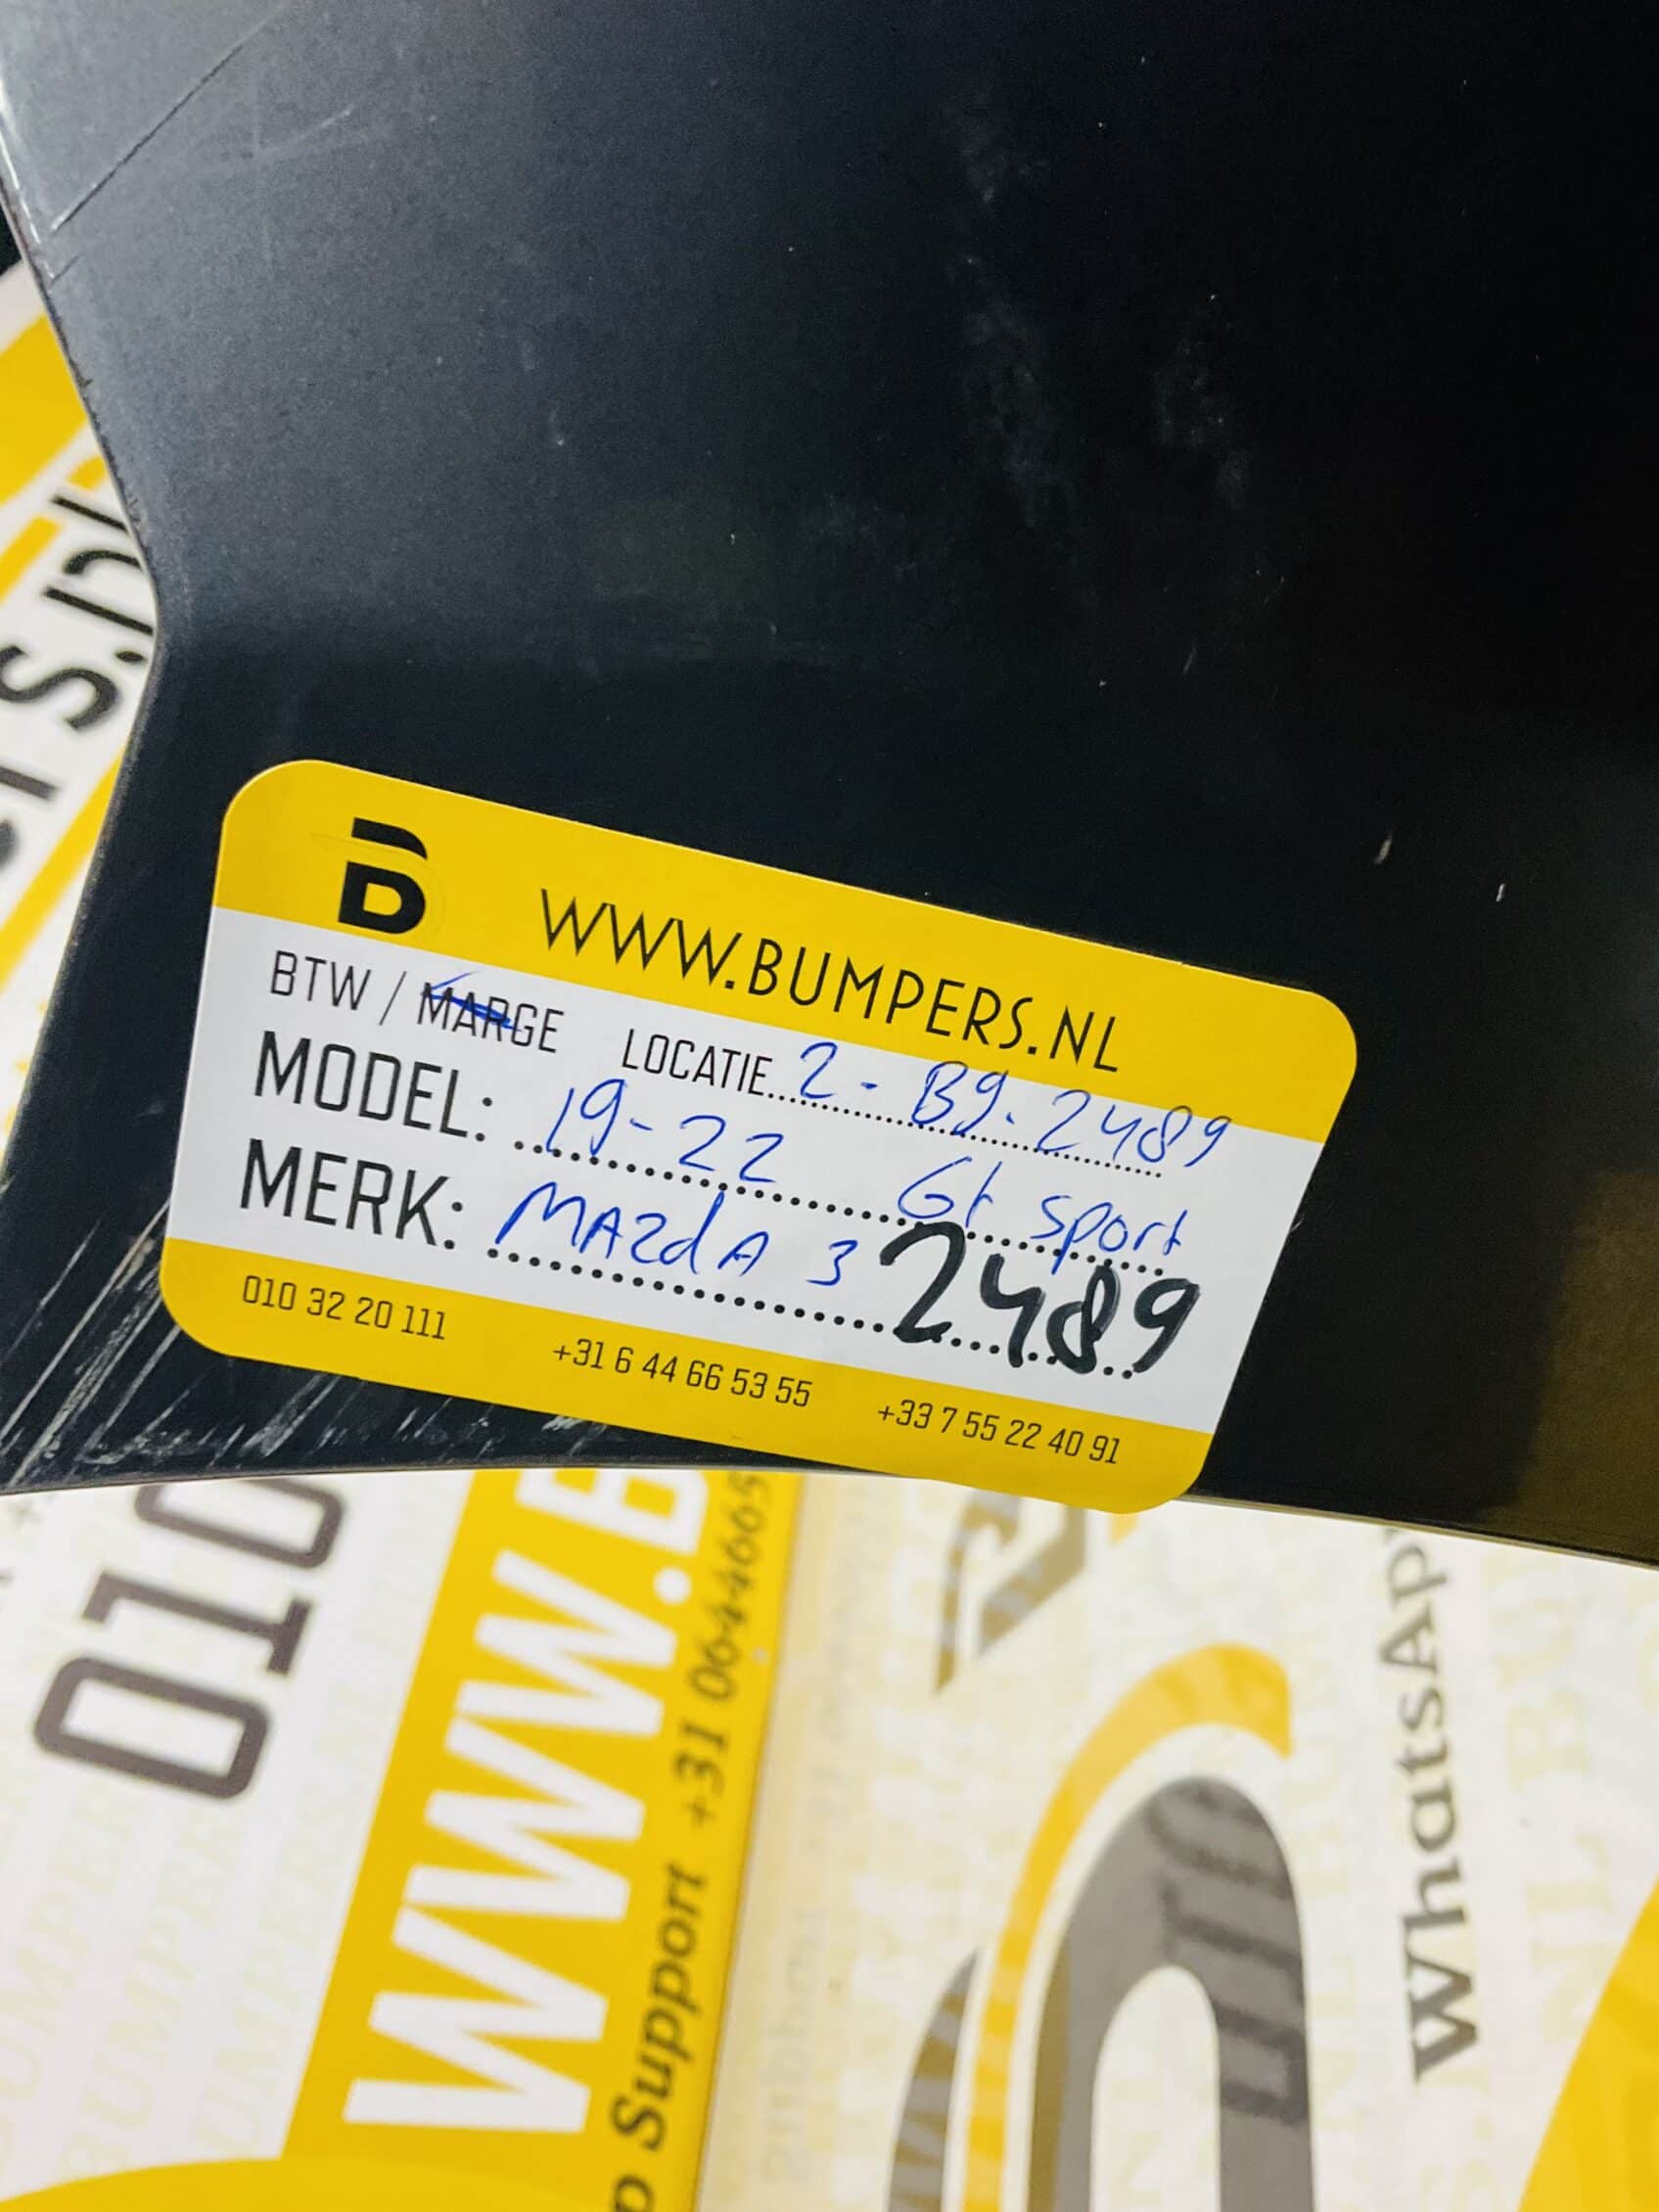 B WWW.BUMPERS.NL
BTW / MARGE LOCATIE 2 - B9. 2489
MODEL: 19-22 Gt sport
MERK: MAZdA 3 2489
010 32 20 111 +31 6 44 66 53 55 +33 7 55 22 40 91
010
WWW.B
p Support +31 06446655
WhatsApp